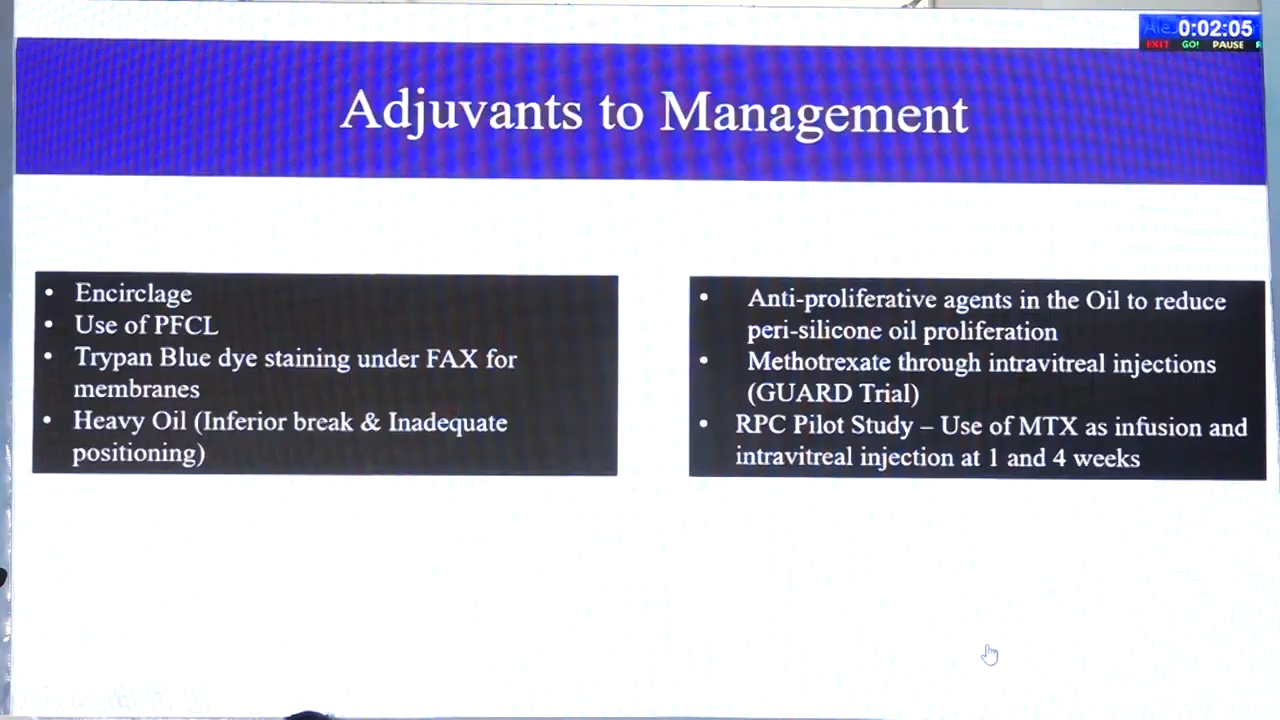 0:02:05
EXIT GO! PAUSE
Adjuvants to Management
• Encirclage
• Use of PFCL
• Trypan Blue dye staining under FAX for
membranes
• Heavy Oil (Inferior break & Inadequate
positioning)
• Anti-proliferative agents in the Oil to reduce
peri-silicone oil proliferation
• Methotrexate through intravitreal injections
(GUARD Trial)
• RPC Pilot Study – Use of MTX as infusion and
intravitreal injection at 1 and 4 weeks